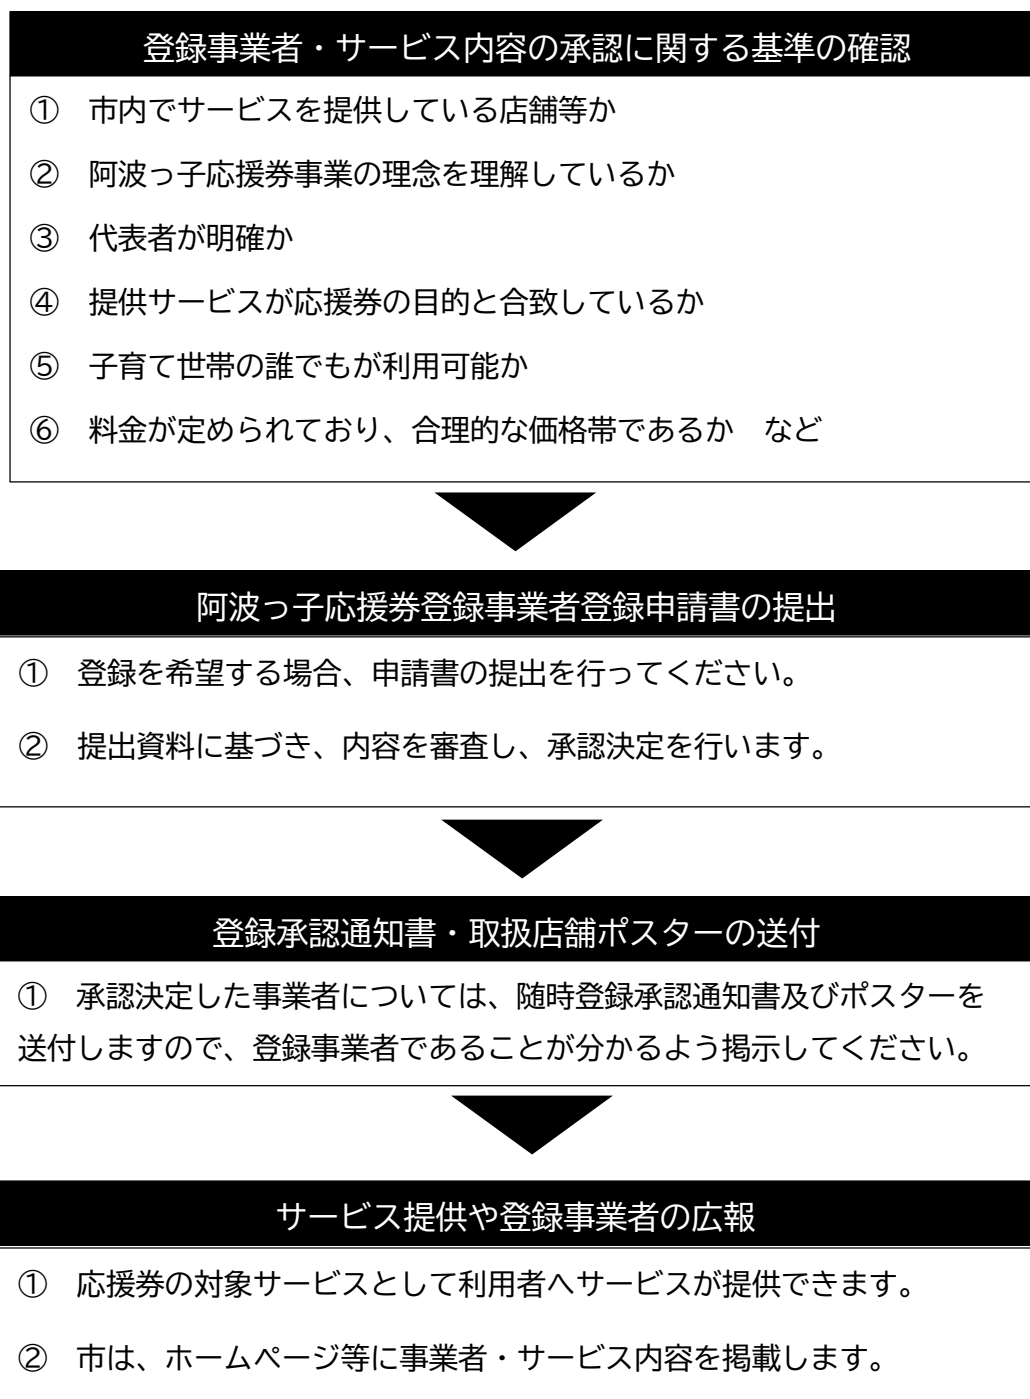 登録事業者・サービス内容の承認に関する基準の確認
①　市内でサービスを提供している店舗等か
②　阿波っ子応援券事業の理念を理解しているか
③　代表者が明確か
④　提供サービスが応援券の目的と合致しているか
⑤　子育て世帯の誰でもが利用可能か
⑥　料金が定められており、合理的な価格帯であるか　など
阿波っ子応援券登録事業者登録申請書の提出
①　登録を希望する場合、申請書の提出を行ってください。
②　提出資料に基づき、内容を審査し、承認決定を行います。
登録承認通知書・取扱店舗ポスターの送付
①　承認決定した事業者については、随時登録承認通知書及びポスターを
送付しますので、登録事業者であることが分かるよう掲示してください。
サービス提供や登録事業者の広報
①　応援券の対象サービスとして利用者へサービスが提供できます。
②　市は、ホームページ等に事業者・サービス内容を掲載します。